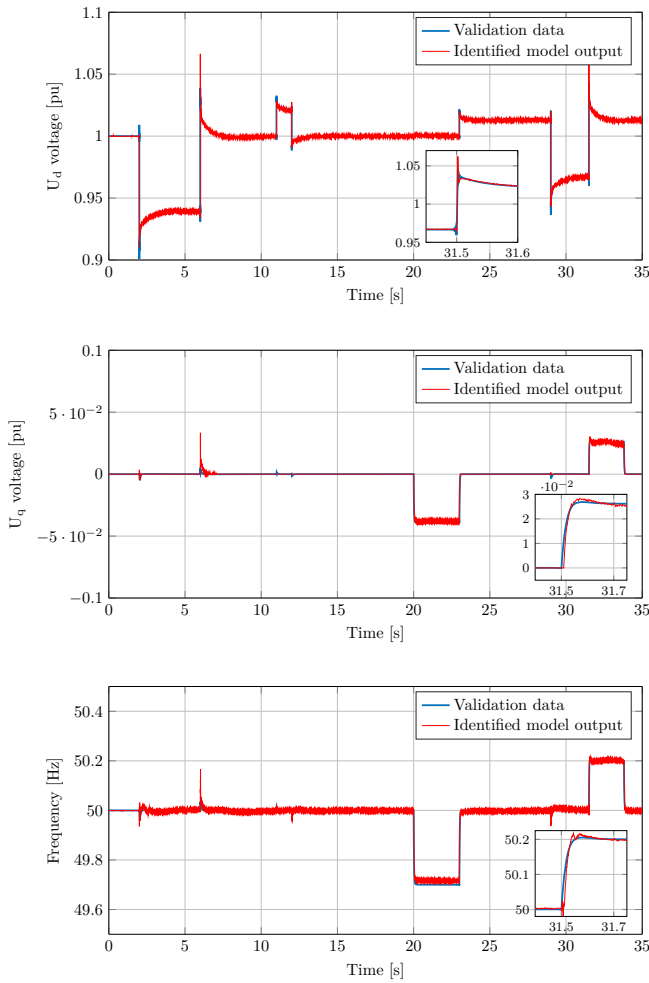 1.1
1.05
1
0.95
0.9
U_d voltage [pu]
Validation data
Identified model output
1.05
1
0.95
31.5 31.6
0 5 10 15 20 25 30 35
Time [s]
0.1
5 · 10^−2
0
−5 · 10^−2
−0.1
U_q voltage [pu]
Validation data
Identified model output
·10^−2
3
2
1
0
31.5 31.7
0 5 10 15 20 25 30 35
Time [s]
50.4
50.2
50
49.8
49.6
Frequency [Hz]
Validation data
Identified model output
50.2
50.1
50
31.5 31.7
0 5 10 15 20 25 30 35
Time [s]